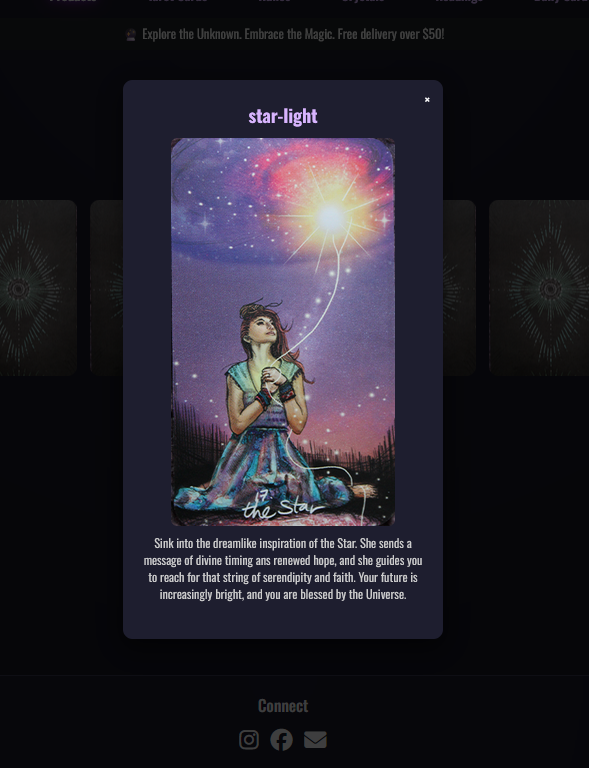 Explore the Unknown. Embrace the Magic. Free delivery over $50!
×
star-light
17
the Star
Sink into the dreamlike inspiration of the Star. She sends a
message of divine timing ans renewed hope, and she guides you
to reach for that string of serendipity and faith. Your future is
increasingly bright, and you are blessed by the Universe.
Connect